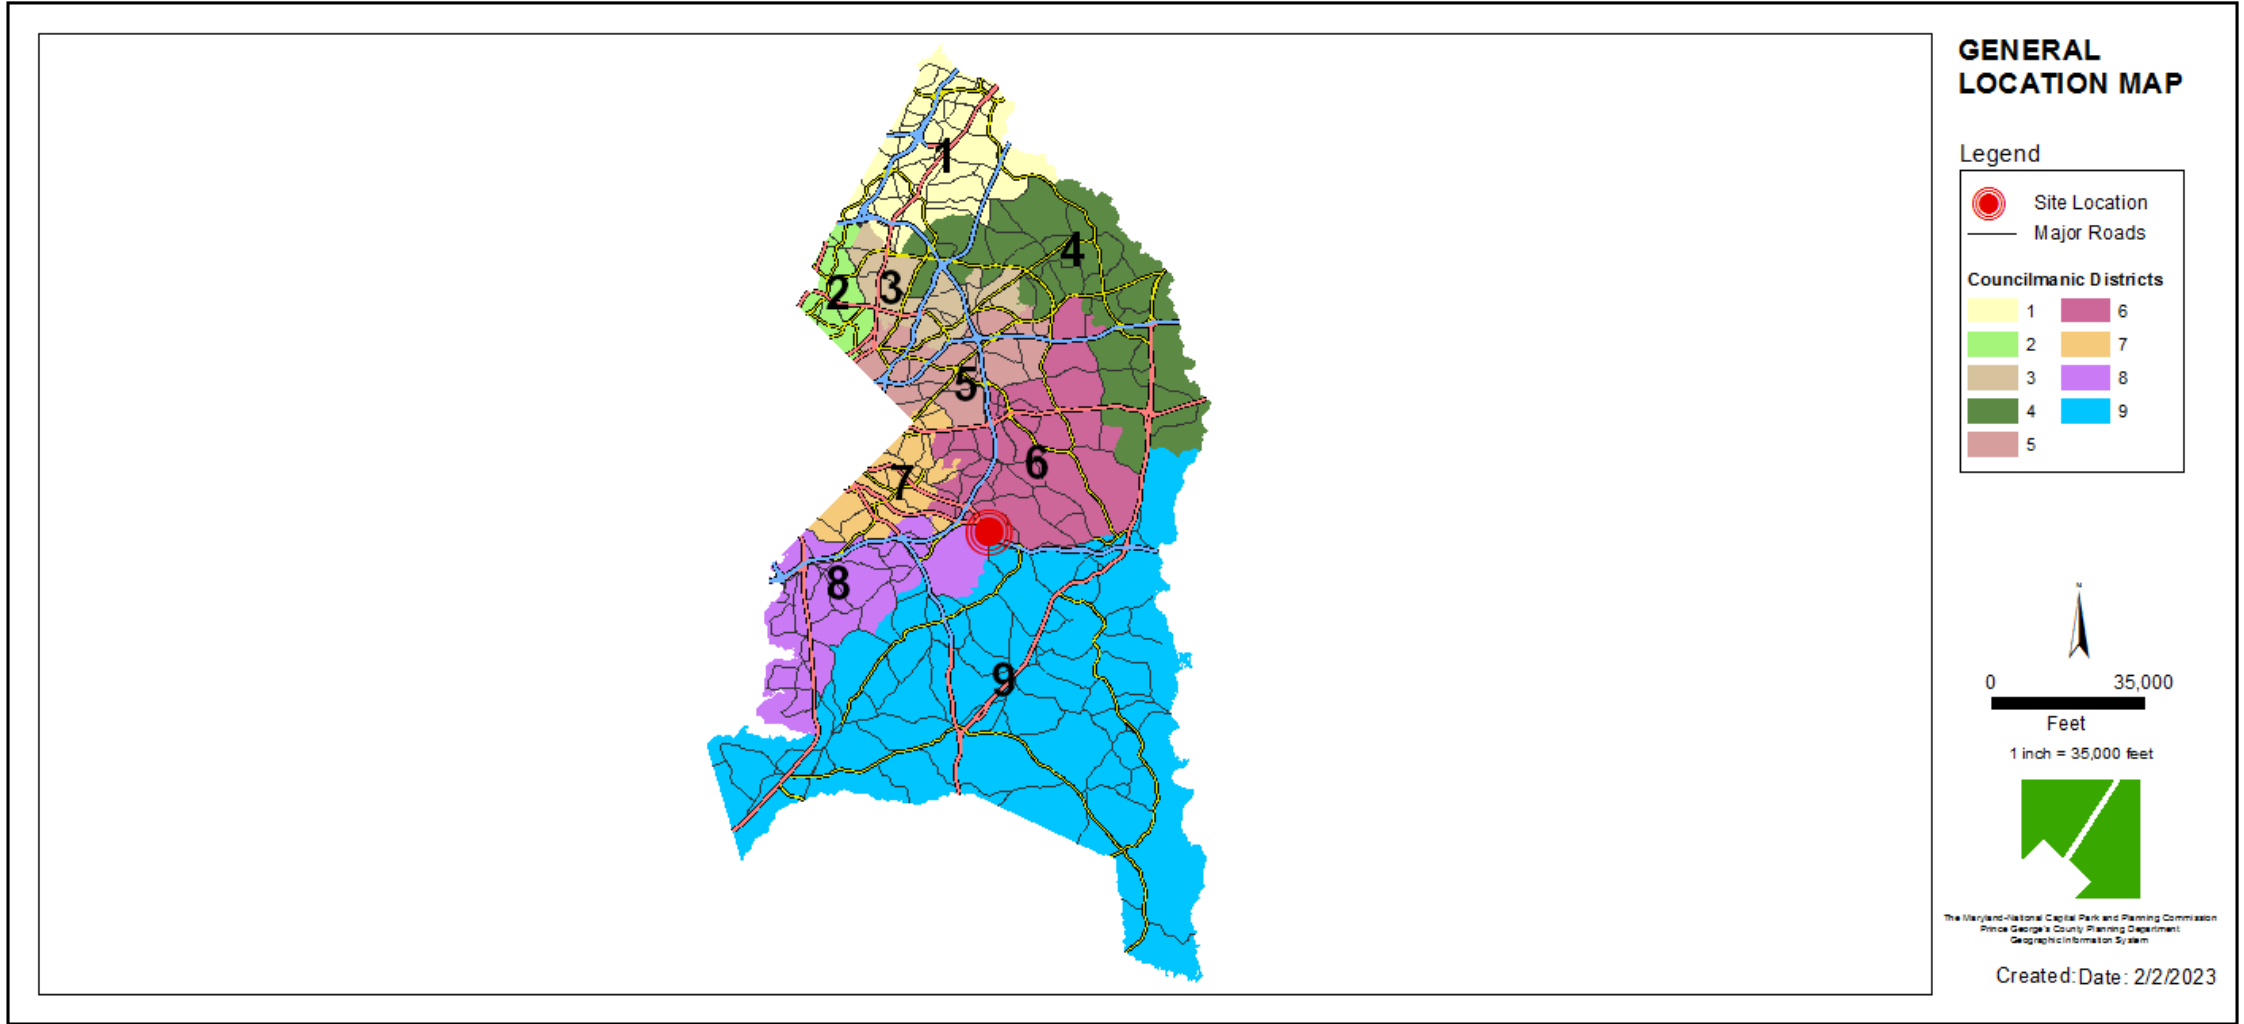 GENERAL
LOCATION MAP
Legend
Site Location
Major Roads
Councilmanic Districts
1 6
2 7
3 8
4 9
5
1
2
3
4
5
6
7
8
9
N
0 35,000
Feet
1 inch = 35,000 feet
The Maryland-National Capital Park and Planning Commission
Prince George's County Planning Department
Geographic Information System
Created: Date: 2/2/2023